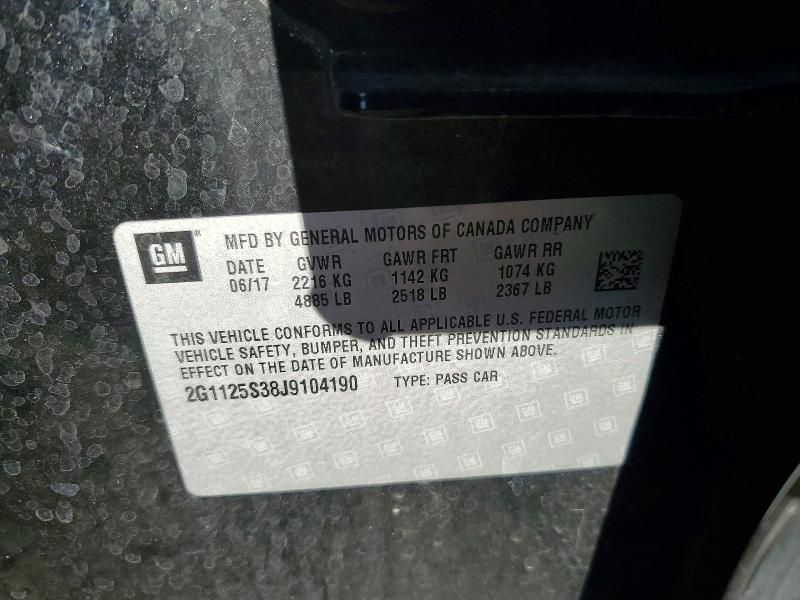 GM MFD BY GENERAL MOTORS OF CANADA COMPANY
DATE GVWR GAWR FRT GAWR RR
06/17 2216 KG 1142 KG 1074 KG
4885 LB 2518 LB 2367 LB
THIS VEHICLE CONFORMS TO ALL APPLICABLE U.S. FEDERAL MOTOR
VEHICLE SAFETY, BUMPER, AND THEFT PREVENTION STANDARDS IN
EFFECT ON THE DATE OF MANUFACTURE SHOWN ABOVE.
2G1125S38J9104190 TYPE: PASS CAR